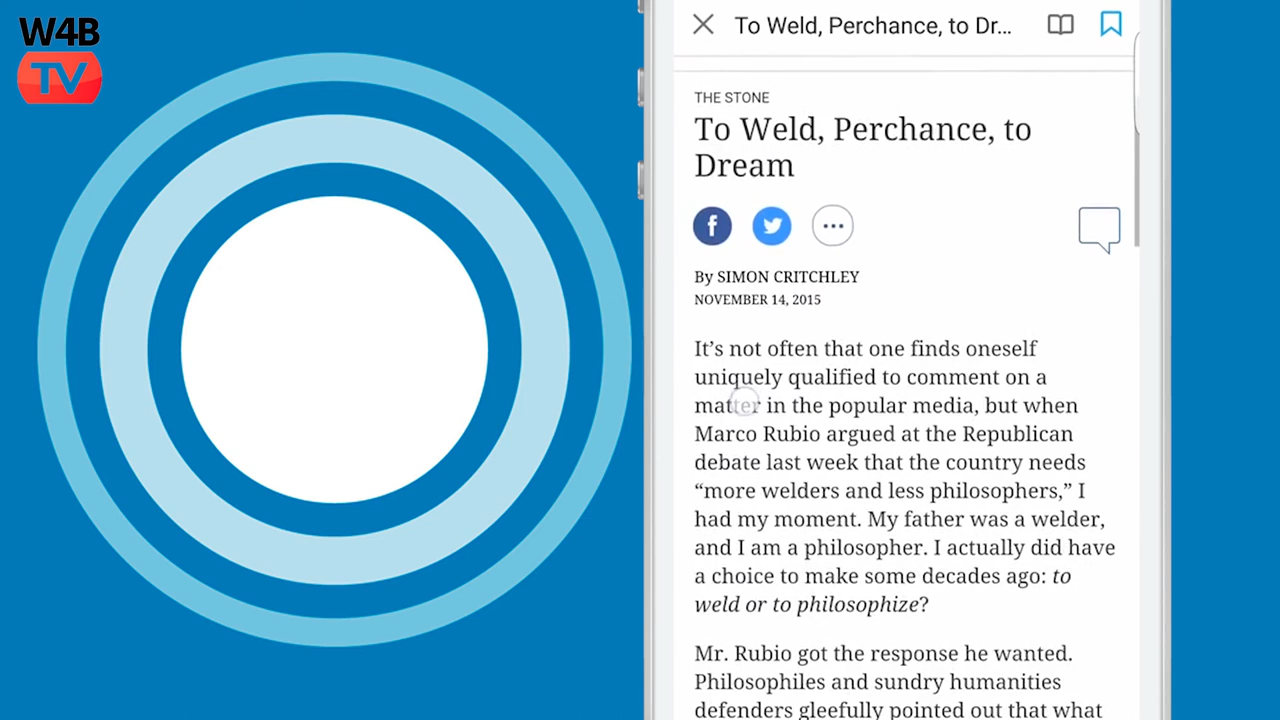 W4B
TV
To Weld, Perchance, to Dr...
THE STONE
To Weld, Perchance, to
Dream
By SIMON CRITCHLEY
NOVEMBER 14, 2015
It’s not often that one finds oneself
uniquely qualified to comment on a
matter in the popular media, but when
Marco Rubio argued at the Republican
debate last week that the country needs
“more welders and less philosophers,” I
had my moment. My father was a welder,
and I am a philosopher. I actually did have
a choice to make some decades ago: to
weld or to philosophize?
Mr. Rubio got the response he wanted.
Philosophiles and sundry humanities
defenders gleefully pointed out that what